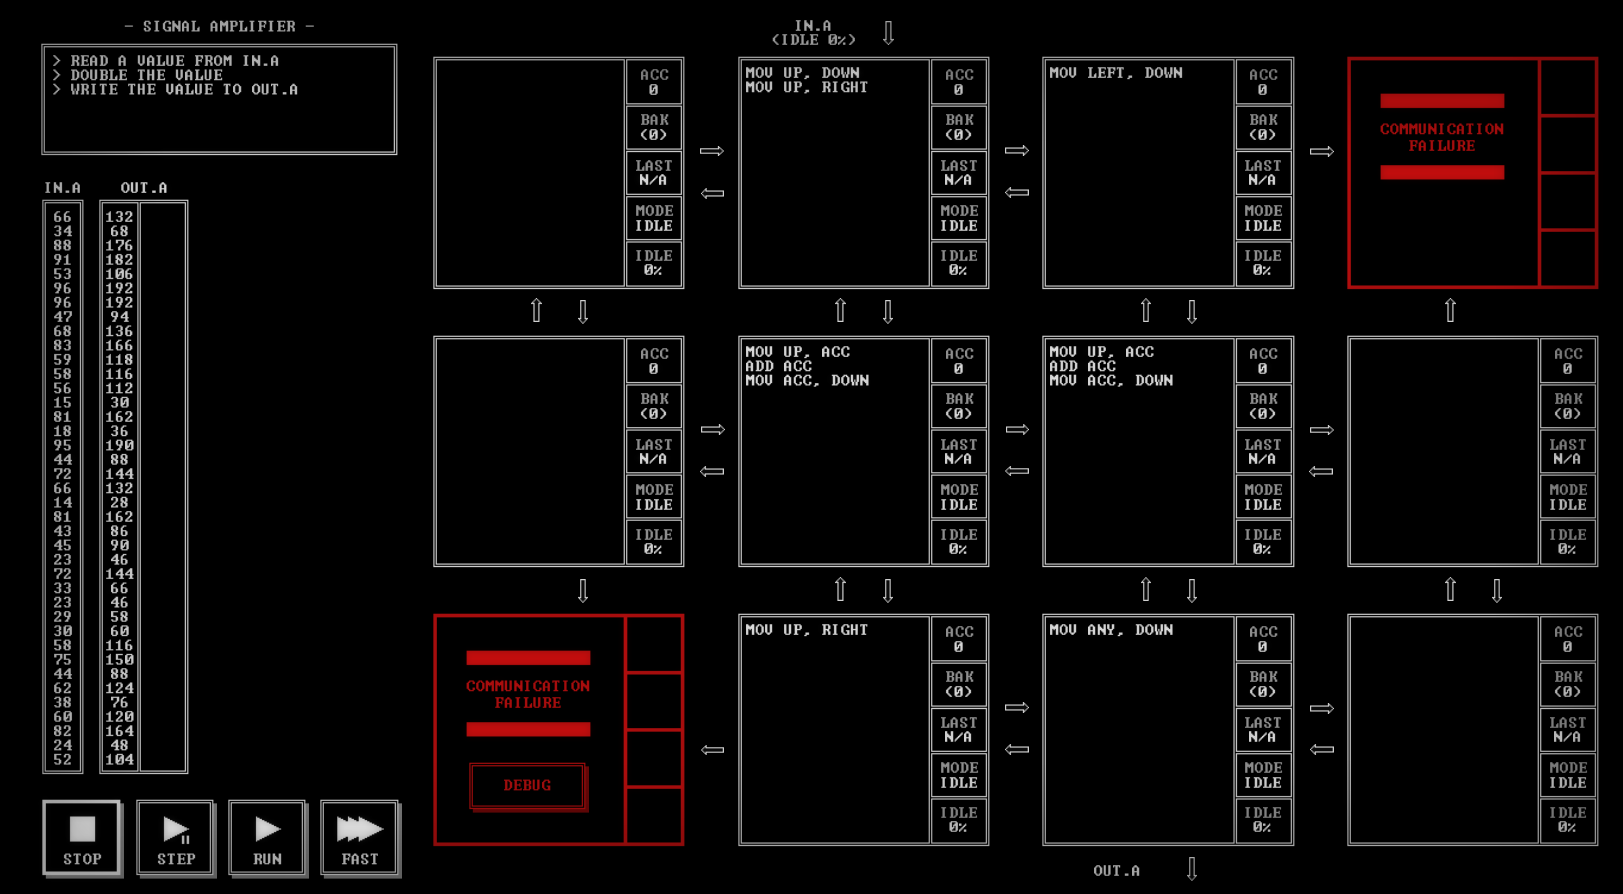 - SIGNAL AMPLIFIER -
> READ A VALUE FROM IN.A
> DOUBLE THE VALUE
> WRITE THE VALUE TO OUT.A
IN.A OUT.A
66 132
34 68
88 176
91 182
53 106
96 192
96 192
47 94
68 136
83 166
59 118
58 116
56 112
15 30
81 162
18 36
95 190
44 88
72 144
66 132
14 28
81 162
43 86
45 90
23 46
72 144
33 66
23 46
29 58
30 60
58 116
75 150
44 88
62 124
38 76
60 120
82 164
24 48
52 104
STOP
STEP
RUN
FAST
IN.A
(IDLE 0%)
ACC
0
BAK
(0)
LAST
N/A
MODE
IDLE
IDLE
0%
MOV UP, DOWN
MOV UP, RIGHT
ACC
0
BAK
(0)
LAST
N/A
MODE
IDLE
IDLE
0%
MOV LEFT, DOWN
ACC
0
BAK
(0)
LAST
N/A
MODE
IDLE
IDLE
0%
COMMUNICATION
FAILURE
ACC
0
BAK
(0)
LAST
N/A
MODE
IDLE
IDLE
0%
MOV UP, ACC
ADD ACC
MOV ACC, DOWN
ACC
0
BAK
(0)
LAST
N/A
MODE
IDLE
IDLE
0%
MOV UP, ACC
ADD ACC
MOV ACC, DOWN
ACC
0
BAK
(0)
LAST
N/A
MODE
IDLE
IDLE
0%
ACC
0
BAK
(0)
LAST
N/A
MODE
IDLE
IDLE
0%
COMMUNICATION
FAILURE
DEBUG
MOV UP, RIGHT
ACC
0
BAK
(0)
LAST
N/A
MODE
IDLE
IDLE
0%
MOV ANY, DOWN
ACC
0
BAK
(0)
LAST
N/A
MODE
IDLE
IDLE
0%
ACC
0
BAK
(0)
LAST
N/A
MODE
IDLE
IDLE
0%
OUT.A